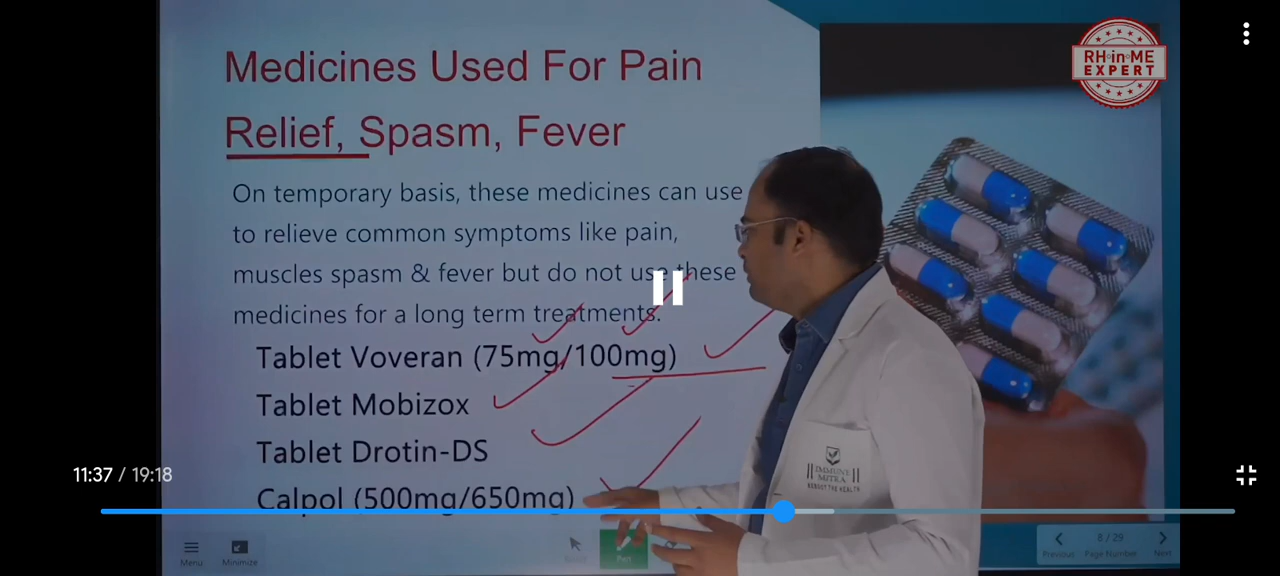 Medicines Used For Pain
Relief, Spasm, Fever
RH-in-ME
EXPERT
On temporary basis, these medicines can use
to relieve common symptoms like pain,
muscles spasm & fever but do not use these
medicines for a long term treatments.
Tablet Voveran (75mg/100mg)
Tablet Mobizox
Tablet Drotin-DS
Calpol (500mg/650mg)
IMMUNE
MITRA
11:37 / 19:18
Menu
Minimize
Pen
8 / 29
Previous
Page Number
Next